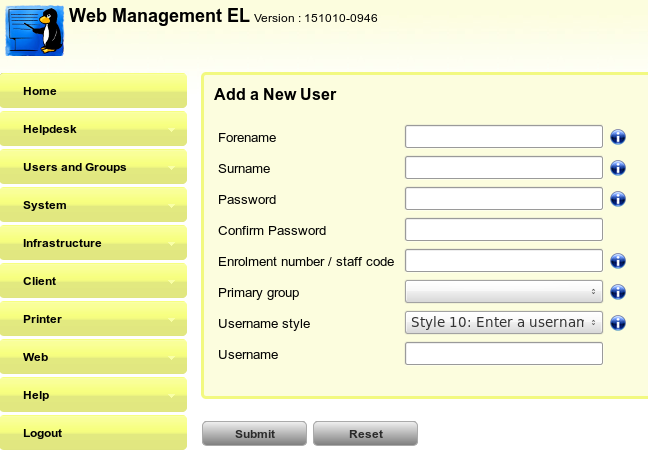 Web Management EL Version : 151010-0946
Home
Helpdesk
Users and Groups
System
Infrastructure
Client
Printer
Web
Help
Logout
Add a New User
Forename
Surname
Password
Confirm Password
Enrolment number / staff code
Primary group
Username style Style 10: Enter a usernam
Username
Submit Reset